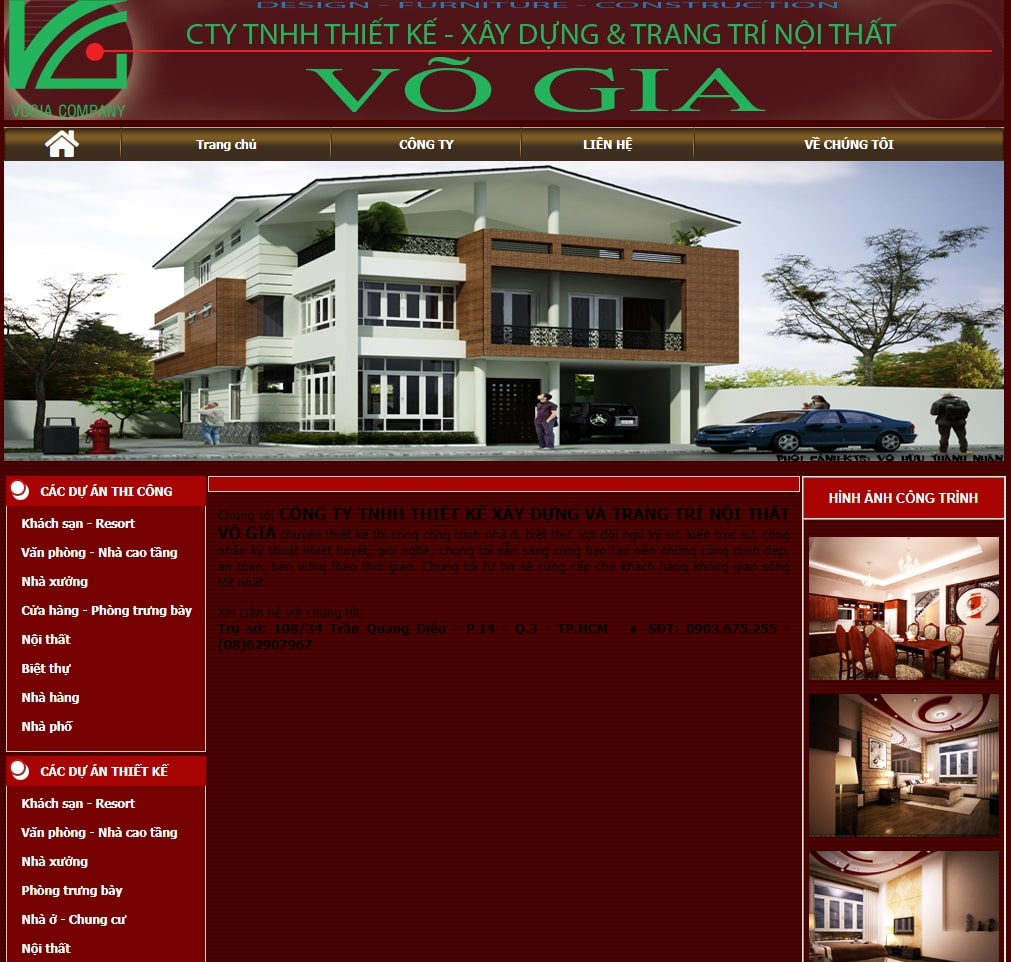 DESIGN - FURNITURE - CONSTRUCTION
CTY TNHH THIẾT KẾ - XÂY DỰNG & TRANG TRÍ NỘI THẤT
VÕ GIA
VOGIA COMPANY
Trang chủ
CÔNG TY
LIÊN HỆ
VỀ CHÚNG TÔI
PHỐI CẢNH:KTS: VÕ HỮU THÀNH NHÂN
CÁC DỰ ÁN THI CÔNG
Khách sạn - Resort
Văn phòng - Nhà cao tầng
Nhà xưởng
Cửa hàng - Phòng trưng bày
Nội thất
Biệt thự
Nhà hàng
Nhà phố
CÁC DỰ ÁN THIẾT KẾ
Khách sạn - Resort
Văn phòng - Nhà cao tầng
Nhà xưởng
Phòng trưng bày
Nhà ở - Chung cư
Nội thất
Chúng tôi CÔNG TY TNHH THIẾT KẾ XÂY DỰNG VÀ TRANG TRÍ NỘI THẤT
VÕ GIA chuyên thiết kế thi công công trình nhà ở, biệt thự. Với đội ngũ kỹ sư, kiến trúc sư, công
nhân kỹ thuật nhiệt huyết, giỏi nghề; chúng tôi sẵn sàng cùng bạn tạo nên những công trình đẹp,
an toàn, bền vững theo thời gian. Chúng tôi tự tin sẽ cung cấp cho khách hàng không gian sống
tốt nhất.
Xin Liên hệ với chúng tôi:
Trụ sở: 108/34 Trần Quang Diệu - P.14 - Q.3 - TP.HCM ● SDT: 0903.675.255 -
(08)62907967
HÌNH ẢNH CÔNG TRÌNH